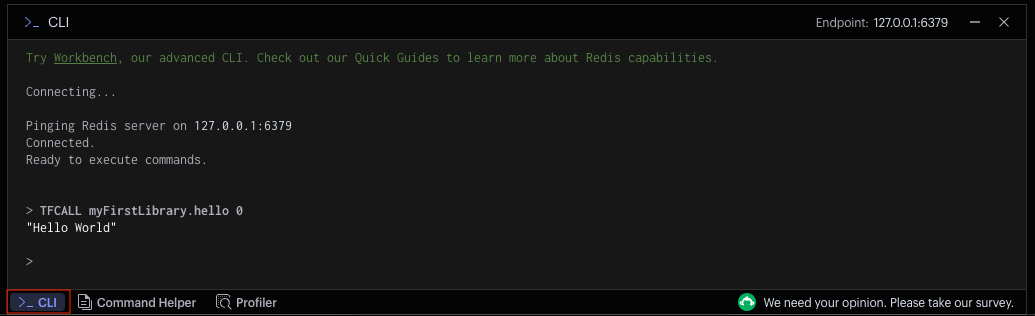 >_ CLI
Endpoint: 127.0.0.1:6379
Try Workbench, our advanced CLI. Check out our Quick Guides to learn more about Redis capabilities.
Connecting...
Pinging Redis server on 127.0.0.1:6379
Connected.
Ready to execute commands.
> TFCALL myFirstLibrary.hello 0
"Hello World"
>
>_ CLI
Command Helper
Profiler
We need your opinion. Please take our survey.